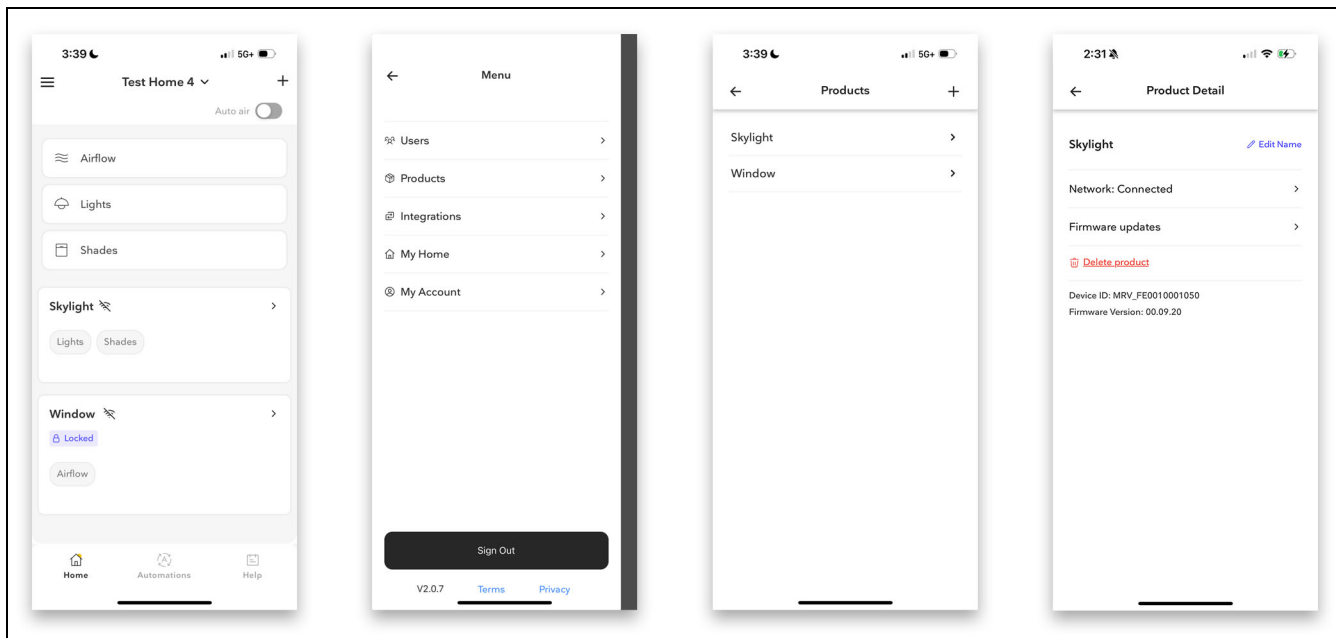 3:39
5G+
Test Home 4
Auto air
Airflow
Lights
Shades
Skylight
Lights Shades
Window
Locked
Airflow
Home Automations Help
Menu
Users
Products
Integrations
My Home
My Account
Sign Out
V2.0.7 Terms Privacy
3:39
5G+
Products
Skylight
Window
2:31
Product Detail
Skylight Edit Name
Network: Connected
Firmware updates
Delete product
Device ID: MRV_FE0010001050
Firmware Version: 00.09.20